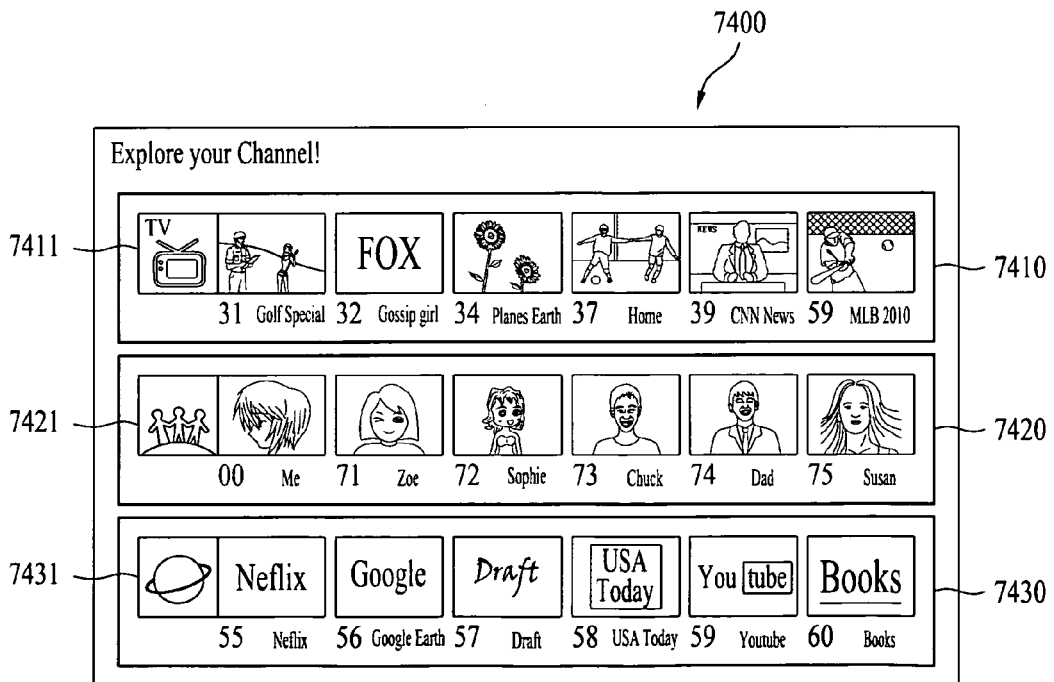 7400
Explore your Channel!
7411
TV
FOX
NEWS
7410
31 Golf Special 32 Gossip girl 34 Planes Earth 37 Home 39 CNN News 59 MLB 2010
7421
7420
00 Me 71 Zoe 72 Sophie 73 Chuck 74 Dad 75 Susan
7431
Neflix Google Draft USA Today You tube Books
7430
55 Neflix 56 Google Earth 57 Draft 58 USA Today 59 Youtube 60 Books